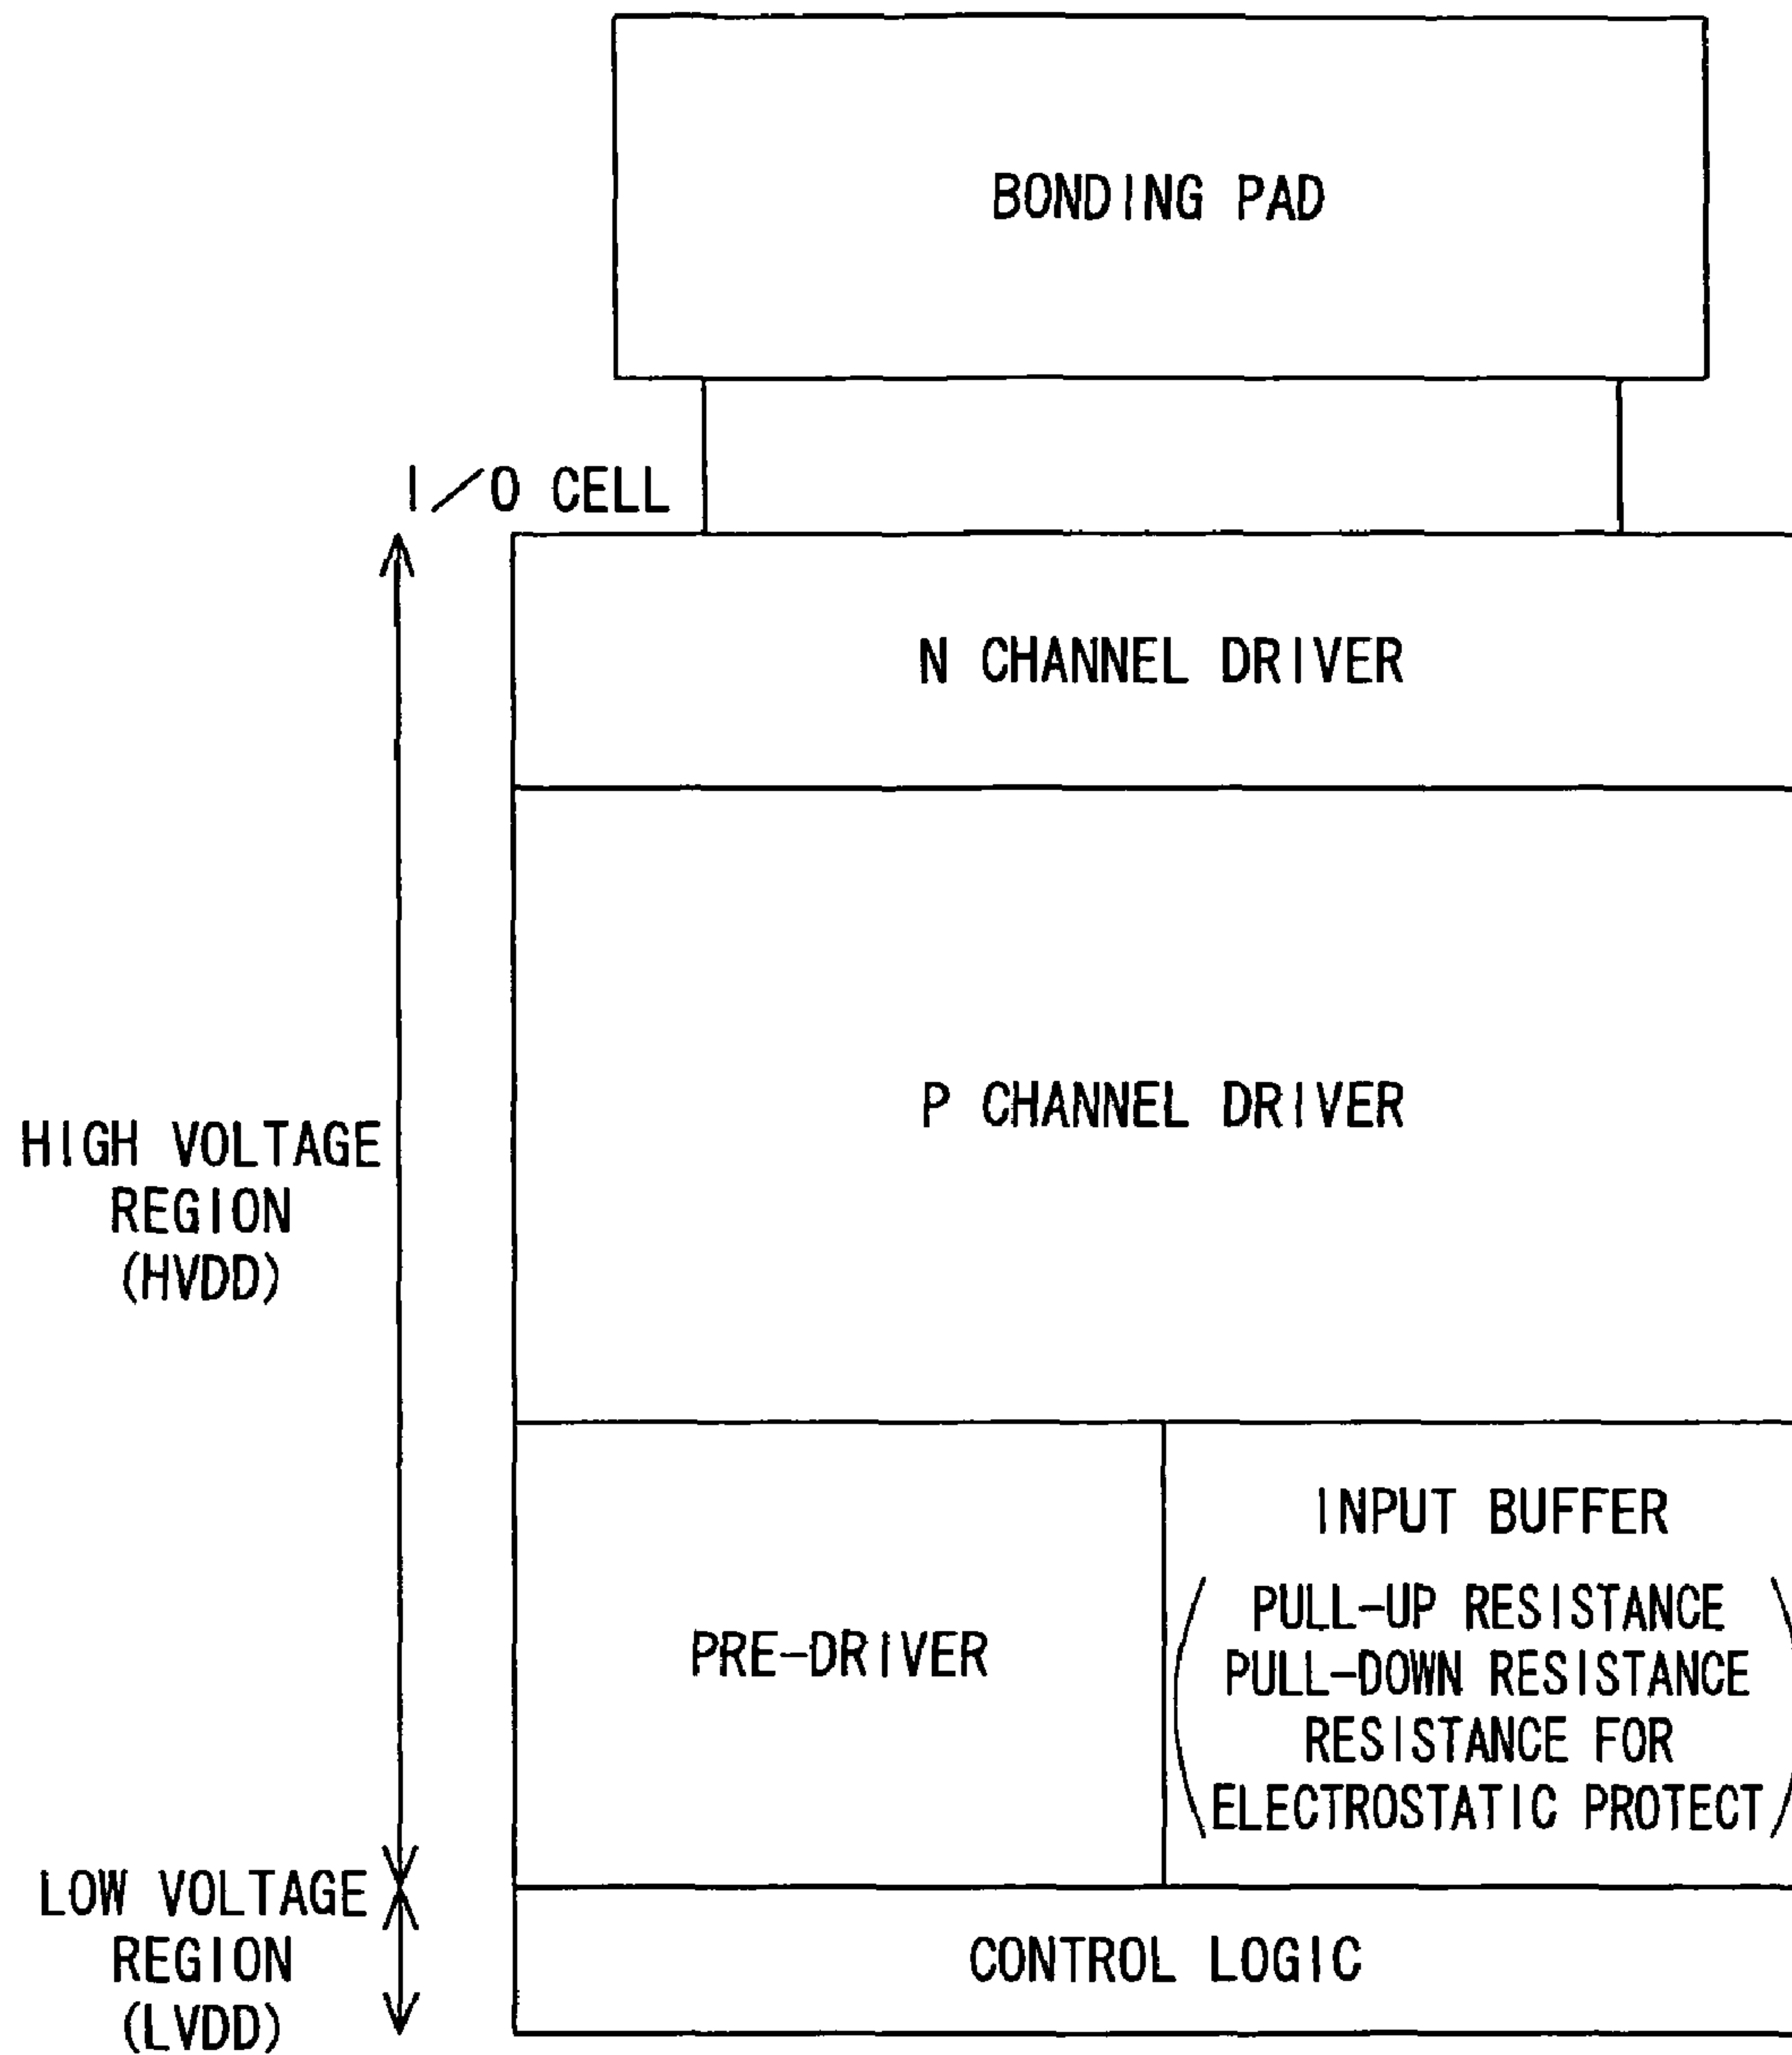 BONDING PAD
I/O CELL
N CHANNEL DRIVER
P CHANNEL DRIVER
HIGH VOLTAGE
REGION
(HVDD)
PRE-DRIVER
INPUT BUFFER
(PULL-UP RESISTANCE
PULL-DOWN RESISTANCE
RESISTANCE FOR
ELECTROSTATIC PROTECT)
LOW VOLTAGE
REGION
(LVDD)
CONTROL LOGIC